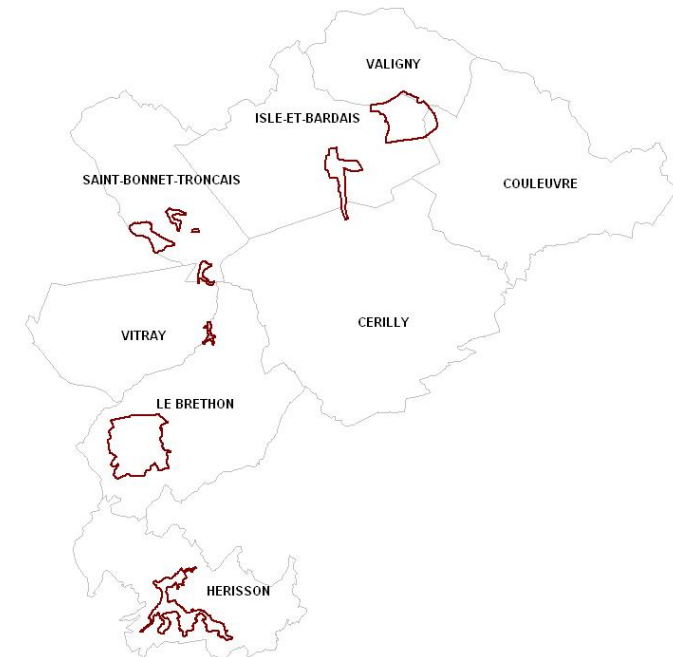 VALIGNY
ISLE-ET-BARDAIS
SAINT-BONNET-TRONCAIS
COULEUVRE
CERILLY
VITRAY
LE BRETHON
HERISSON